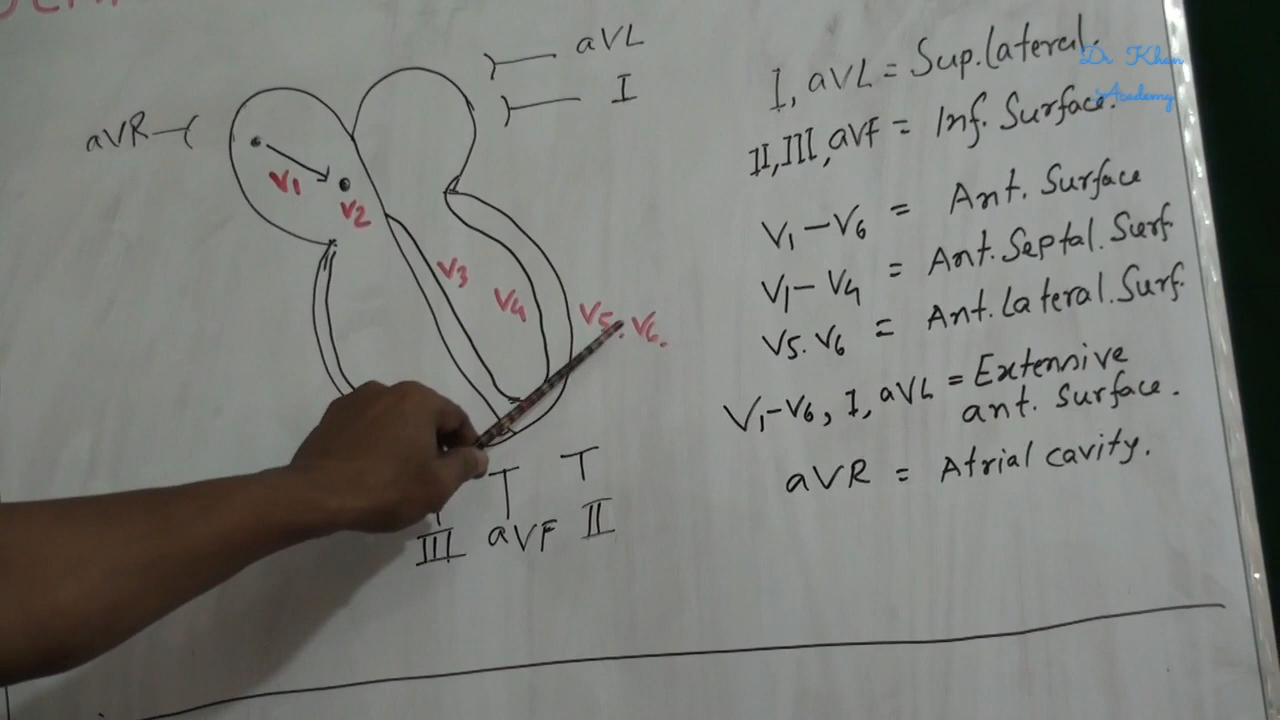 aVL
I
aVR
V1
V2
V3
V4
V5. V6.
III aVF II
I, aVL = Sup. lateral.
II, III, aVF = Inf. Surface.
V1 – V6 = Ant. Surface
V1 – V4 = Ant. Septal. Surf
V5. V6 = Ant. Lateral. Surf.
V1-V6, I, aVL = Extensive
ant. Surface.
aVR = Atrial cavity.
Dr Khan
Academy